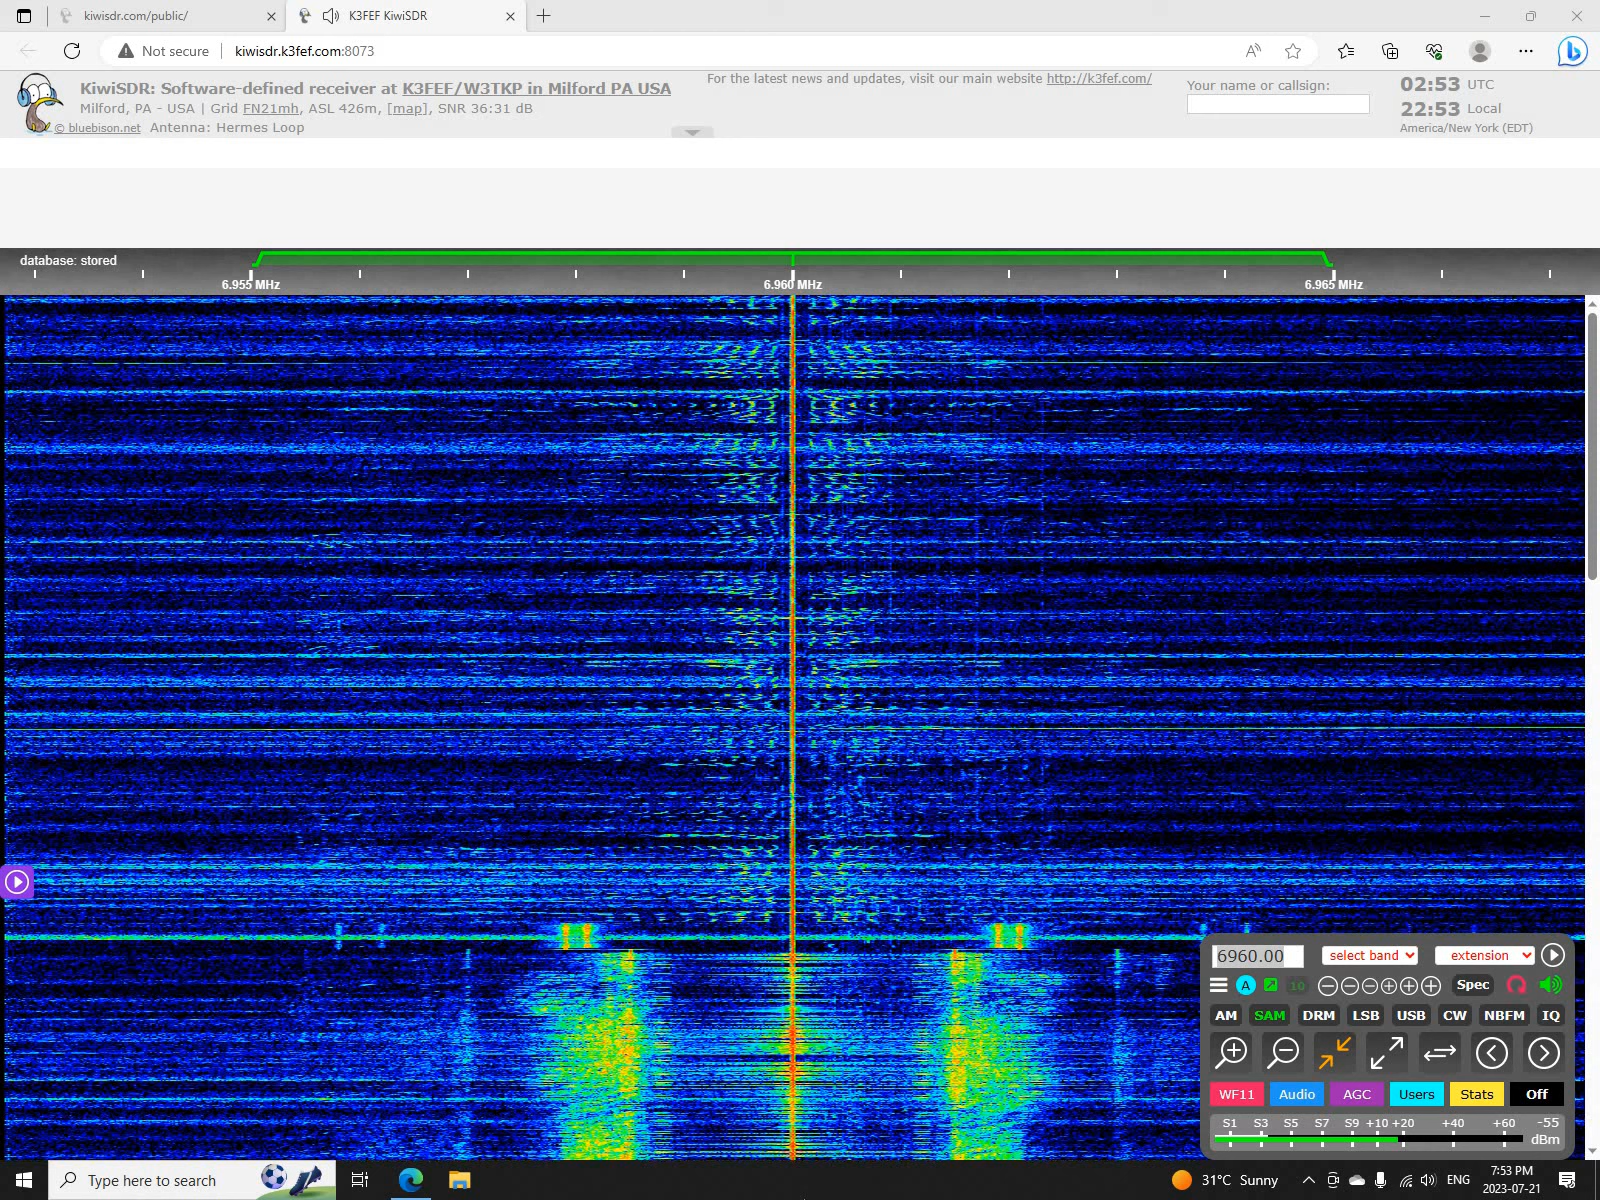 kiwisdr.com/public/
K3FEF KiwiSDR
Not secure
kiwisdr.k3fef.com:8073
KiwiSDR: Software-defined receiver at K3FEF/W3TKP in Milford PA USA
Milford, PA - USA | Grid FN21mh, ASL 426m, [map], SNR 36:31 dB
© bluebison.net Antenna: Hermes Loop
For the latest news and updates, visit our main website http://k3fef.com/
Your name or callsign:
02:53 UTC
22:53 Local
America/New York (EDT)
database: stored
6.955 MHz 6.960 MHz 6.965 MHz
6960.00 select band extension
A 10 Spec
AM SAM DRM LSB USB CW NBFM IQ
WF11 Audio AGC Users Stats Off
S1 S3 S5 S7 S9 +10 +20 +40 +60 -55
dBm
Type here to search
31°C Sunny
ENG
7:53 PM
2023-07-21